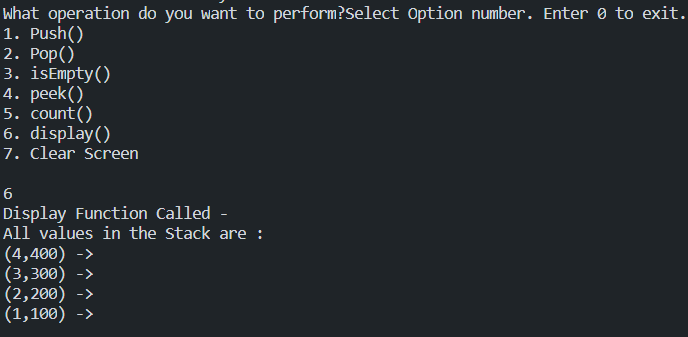 What operation do you want to perform?Select Option number. Enter 0 to exit.
1. Push()
2. Pop()
3. isEmpty()
4. peek()
5. count()
6. display()
7. Clear Screen
6
Display Function Called -
All values in the Stack are :
(4,400) ->
(3,300) ->
(2,200) ->
(1,100) ->